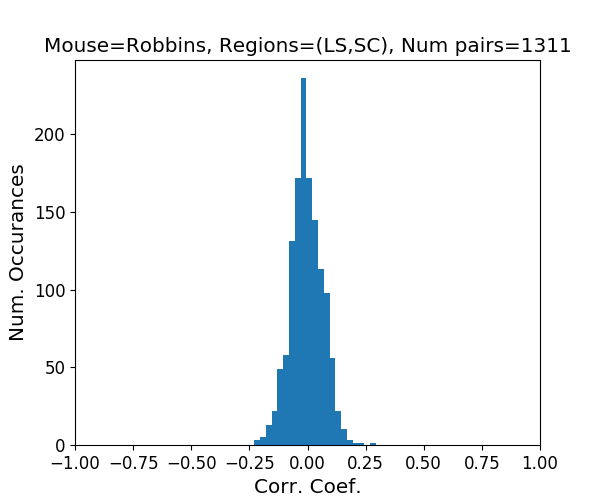 Mouse=Robbins, Regions=(LS,SC), Num pairs=1311
Num. Occurances
200
150
100
50
0
−1.00 −0.75 −0.50 −0.25 0.00 0.25 0.50 0.75 1.00
Corr. Coef.